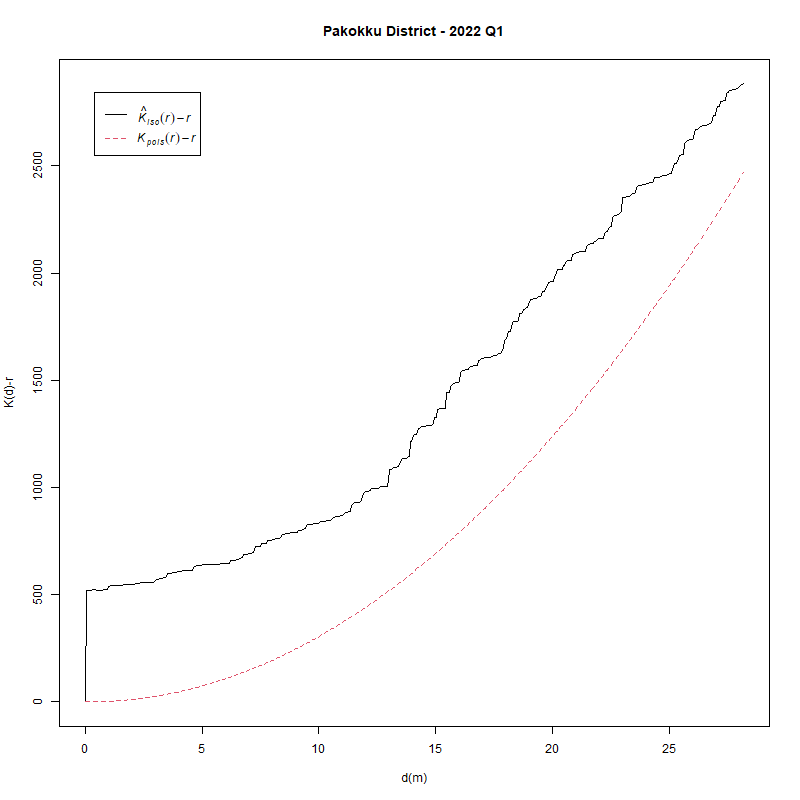 Pakokku District - 2022 Q1
K̂iso(r) − r
Kpois(r) − r
K(d)-r
2500
2000
1500
1000
500
0
0 5 10 15 20 25
d(m)